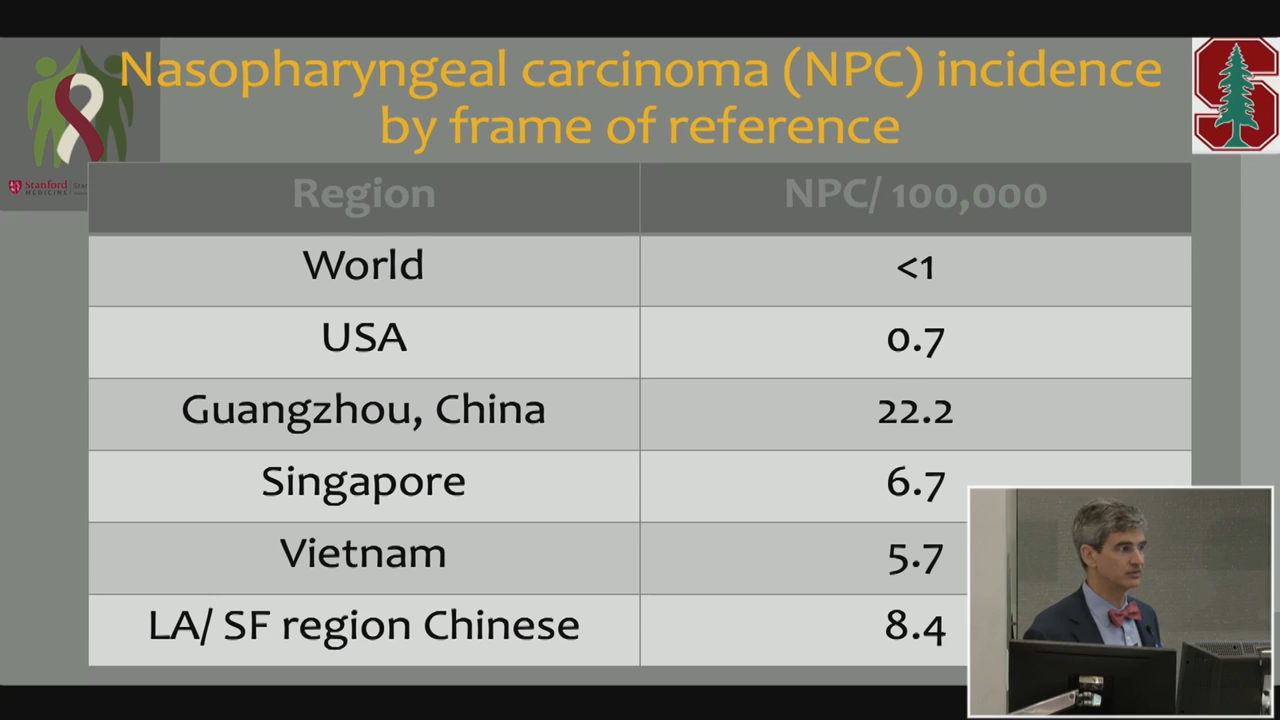 Nasopharyngeal carcinoma (NPC) incidence
by frame of reference
Stanford
MEDICINE
Region NPC/ 100,000
World <1
USA 0.7
Guangzhou, China 22.2
Singapore 6.7
Vietnam 5.7
LA/ SF region Chinese 8.4